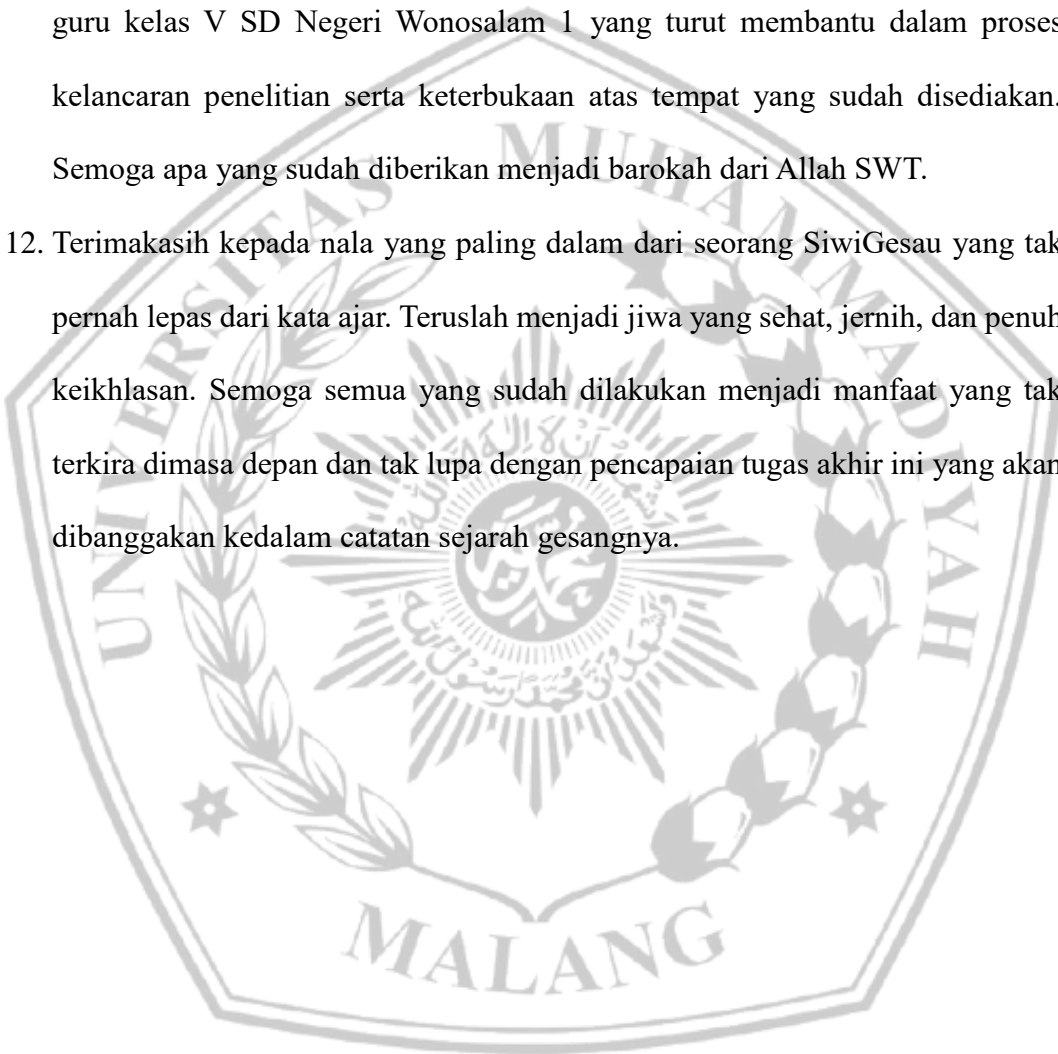 guru kelas V SD Negeri Wonosalam 1 yang turut membantu dalam proses
kelancaran penelitian serta keterbukaan atas tempat yang sudah disediakan.
Semoga apa yang sudah diberikan menjadi barokah dari Allah SWT.
12. Terimakasih kepada nala yang paling dalam dari seorang SiwiGesau yang tak
pernah lepas dari kata ajar. Teruslah menjadi jiwa yang sehat, jernih, dan penuh
keikhlasan. Semoga semua yang sudah dilakukan menjadi manfaat yang tak
terkira dimasa depan dan tak lupa dengan pencapaian tugas akhir ini yang akan
dibanggakan kedalam catatan sejarah gesangnya.
UNIVERSITAS MUHAMMADIYAH
MALANG